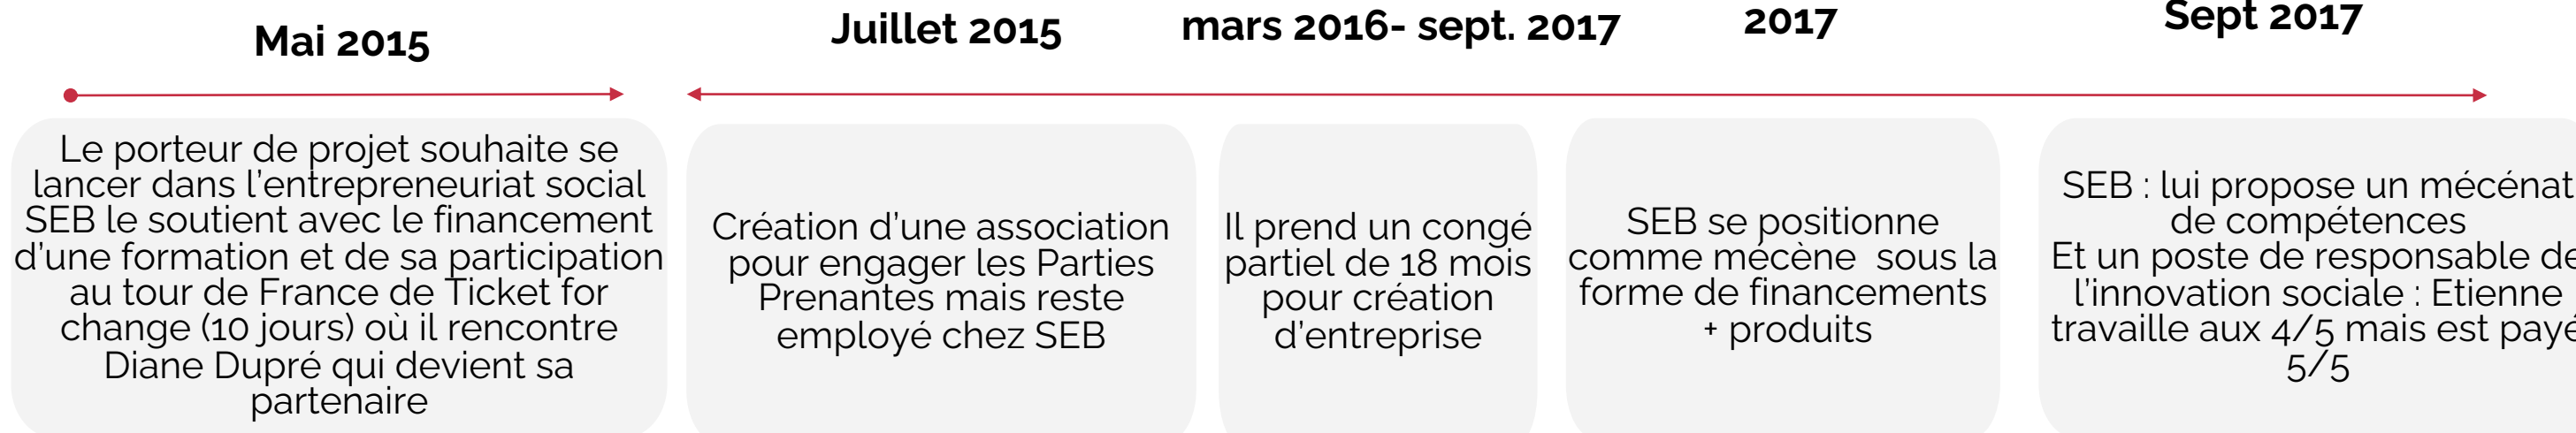 Mai 2015
Juillet 2015
mars 2016- sept. 2017
2017
Sept 2017
Le porteur de projet souhaite se
lancer dans l'entrepreneuriat social
SEB le soutient avec le financement
d'une formation et de sa participation
au tour de France de Ticket for
change (10 jours) où il rencontre
Diane Dupré qui devient sa
partenaire
Création d'une association
pour engager les Parties
Prenantes mais reste
employé chez SEB
Il prend un congé
partiel de 18 mois
pour création
d'entreprise
SEB se positionne
comme mécène sous la
forme de financements
+ produits
SEB : lui propose un mécénat
de compétences
Et un poste de responsable de
l'innovation sociale : Etienne
travaille aux 4/5 mais est payé
5/5